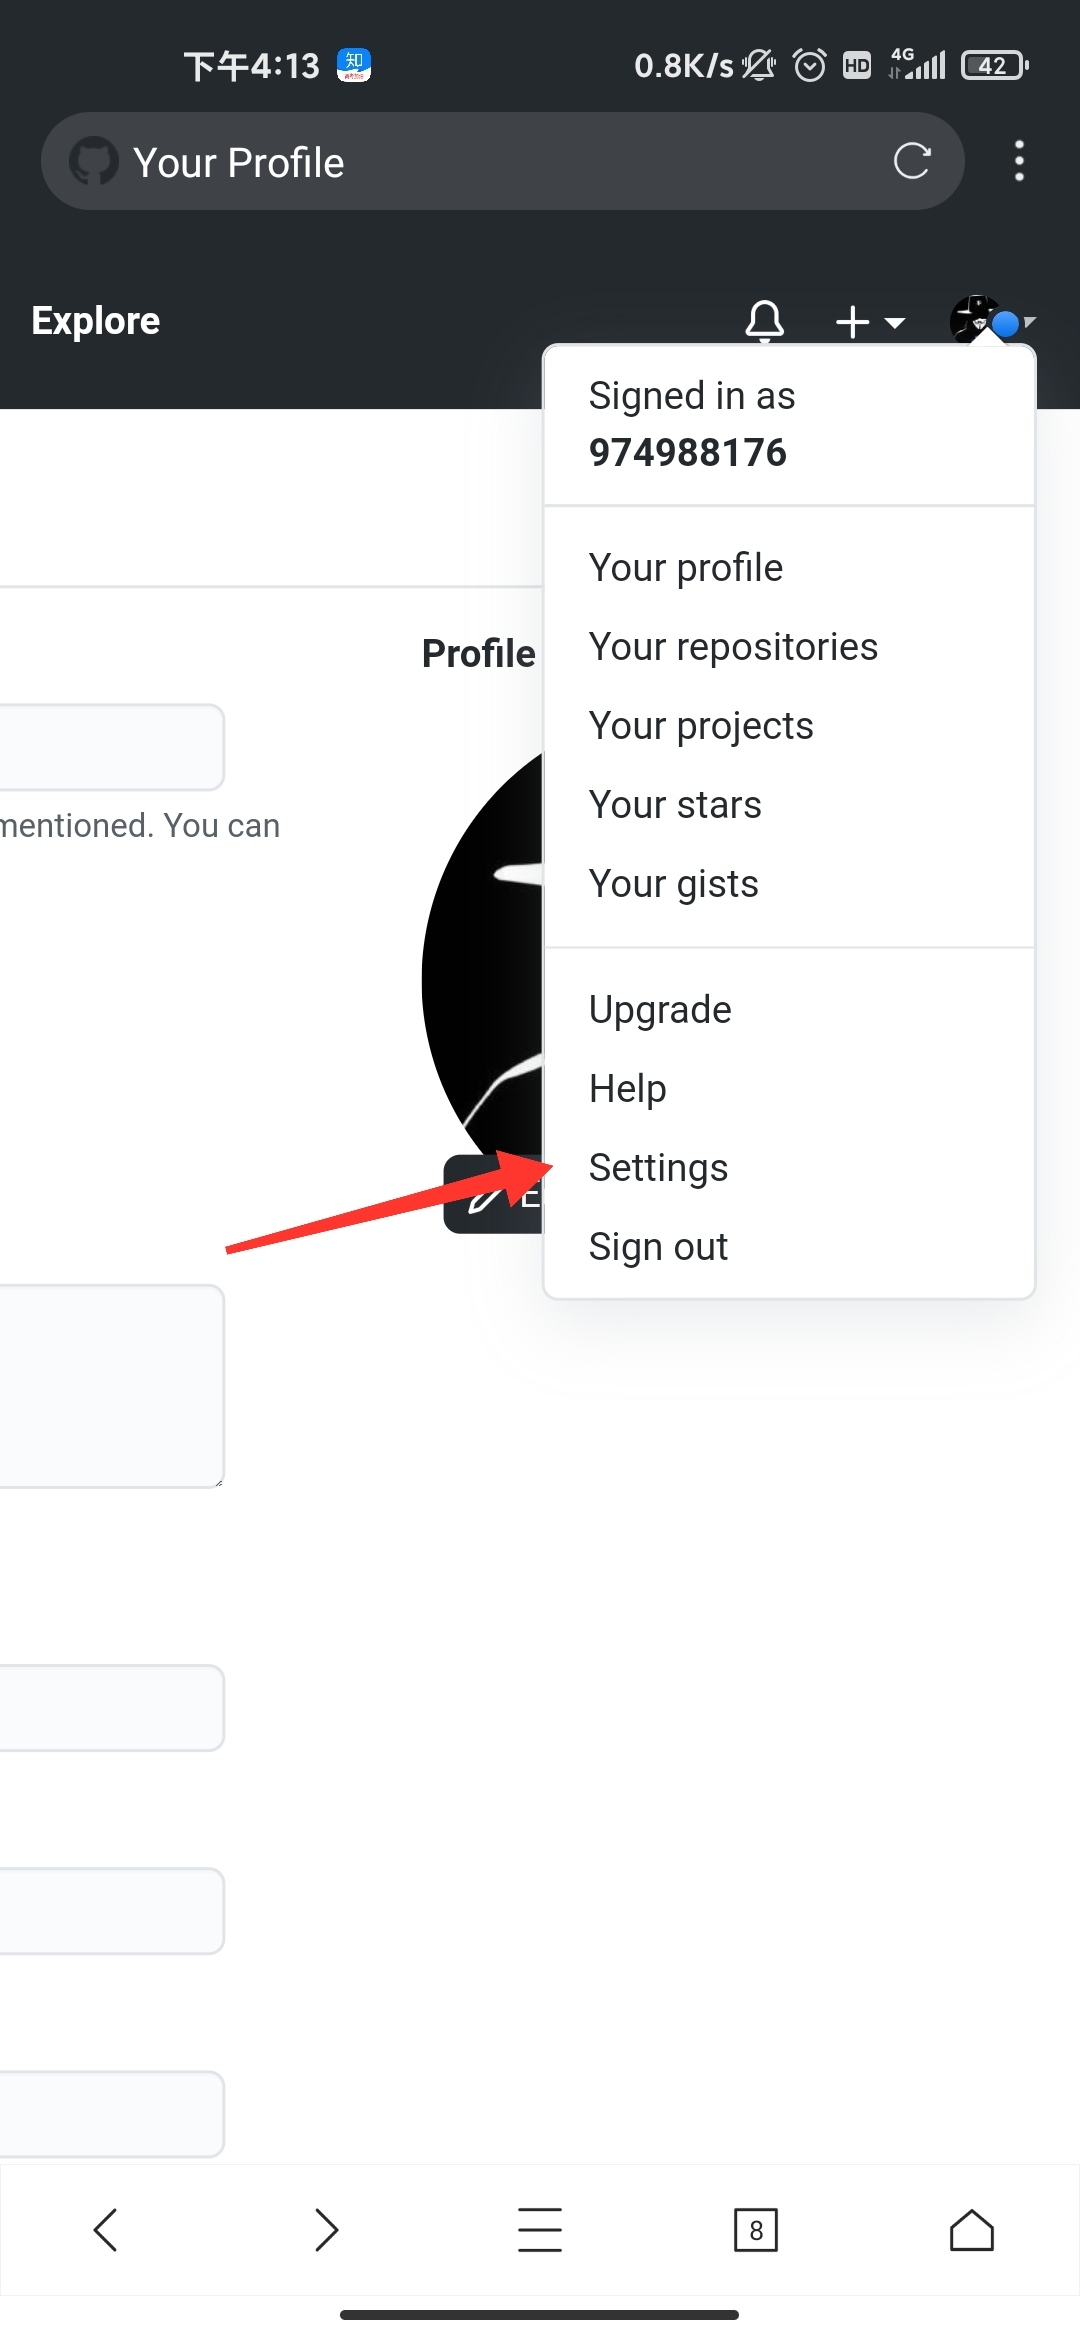 下午4:13 知 0.8K/s HD 4G 42
Your Profile
Explore
Signed in as
974988176
Your profile
Profile
Your repositories
Your projects
mentioned. You can
Your stars
Your gists
Upgrade
Help
Settings
E
Sign out
8